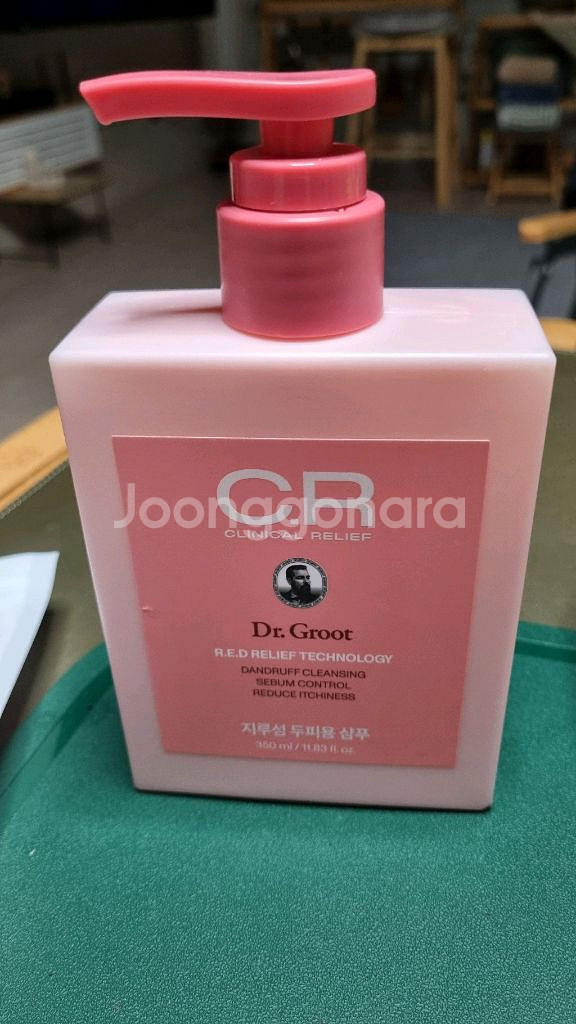 CR
Joonggonara
CLINICAL RELIEF
Dr. Groot
R.E.D RELIEF TECHNOLOGY
DANDRUFF CLEANSING
SEBUM CONTROL
REDUCE ITCHINESS
지루성 두피용 샴푸
350 ml / 11.83 fl. oz.